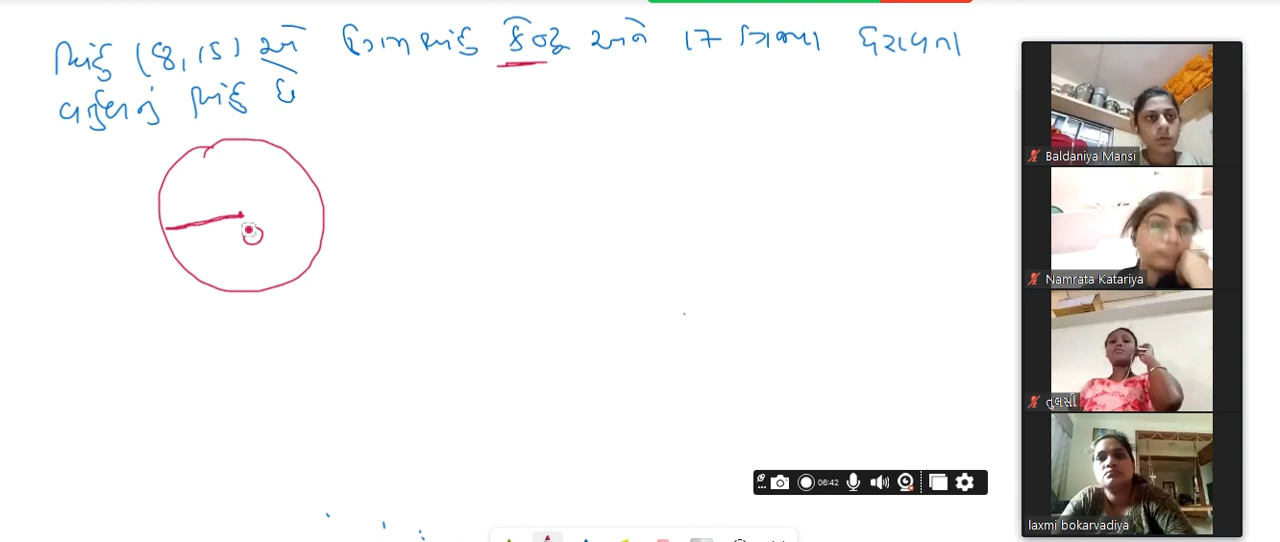 બિંદુ (8, 15) એ ઉગમબિંદુ કેન્દ્ર અને 17 ત્રિજ્યા ધરાવતા
વર્તુળનું બિંદુ છે
O
Baldaniya Mansi
Namrata Katariya
તુલસી
laxmi bokarvadiya
06:42